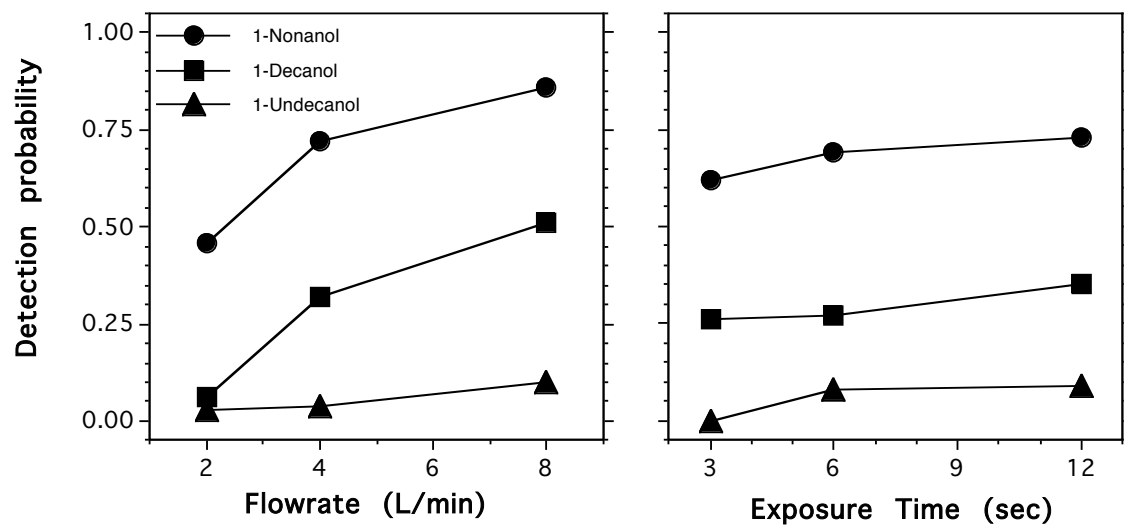 Detection probability
1.00
0.75
0.50
0.25
0.00
1-Nonanol
1-Decanol
1-Undecanol
2 4 6 8
Flowrate (L/min)
3 6 9 12
Exposure Time (sec)